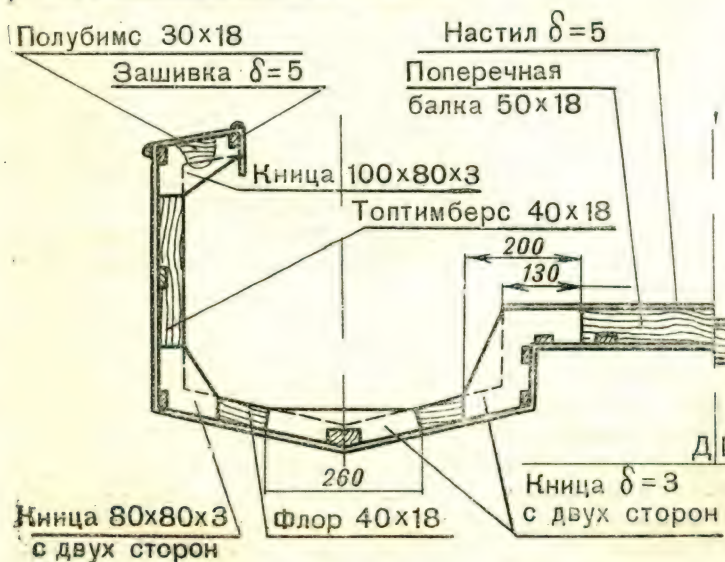 Полубимс 30×18
Зашивка δ=5
Настил δ=5
Поперечная
балка 50×18
Кница 100×80×3
Топтимберс 40×18
200
130
260
Кница 80×80×3
с двух сторон
Флор 40×18
Кница δ=3
с двух сторон